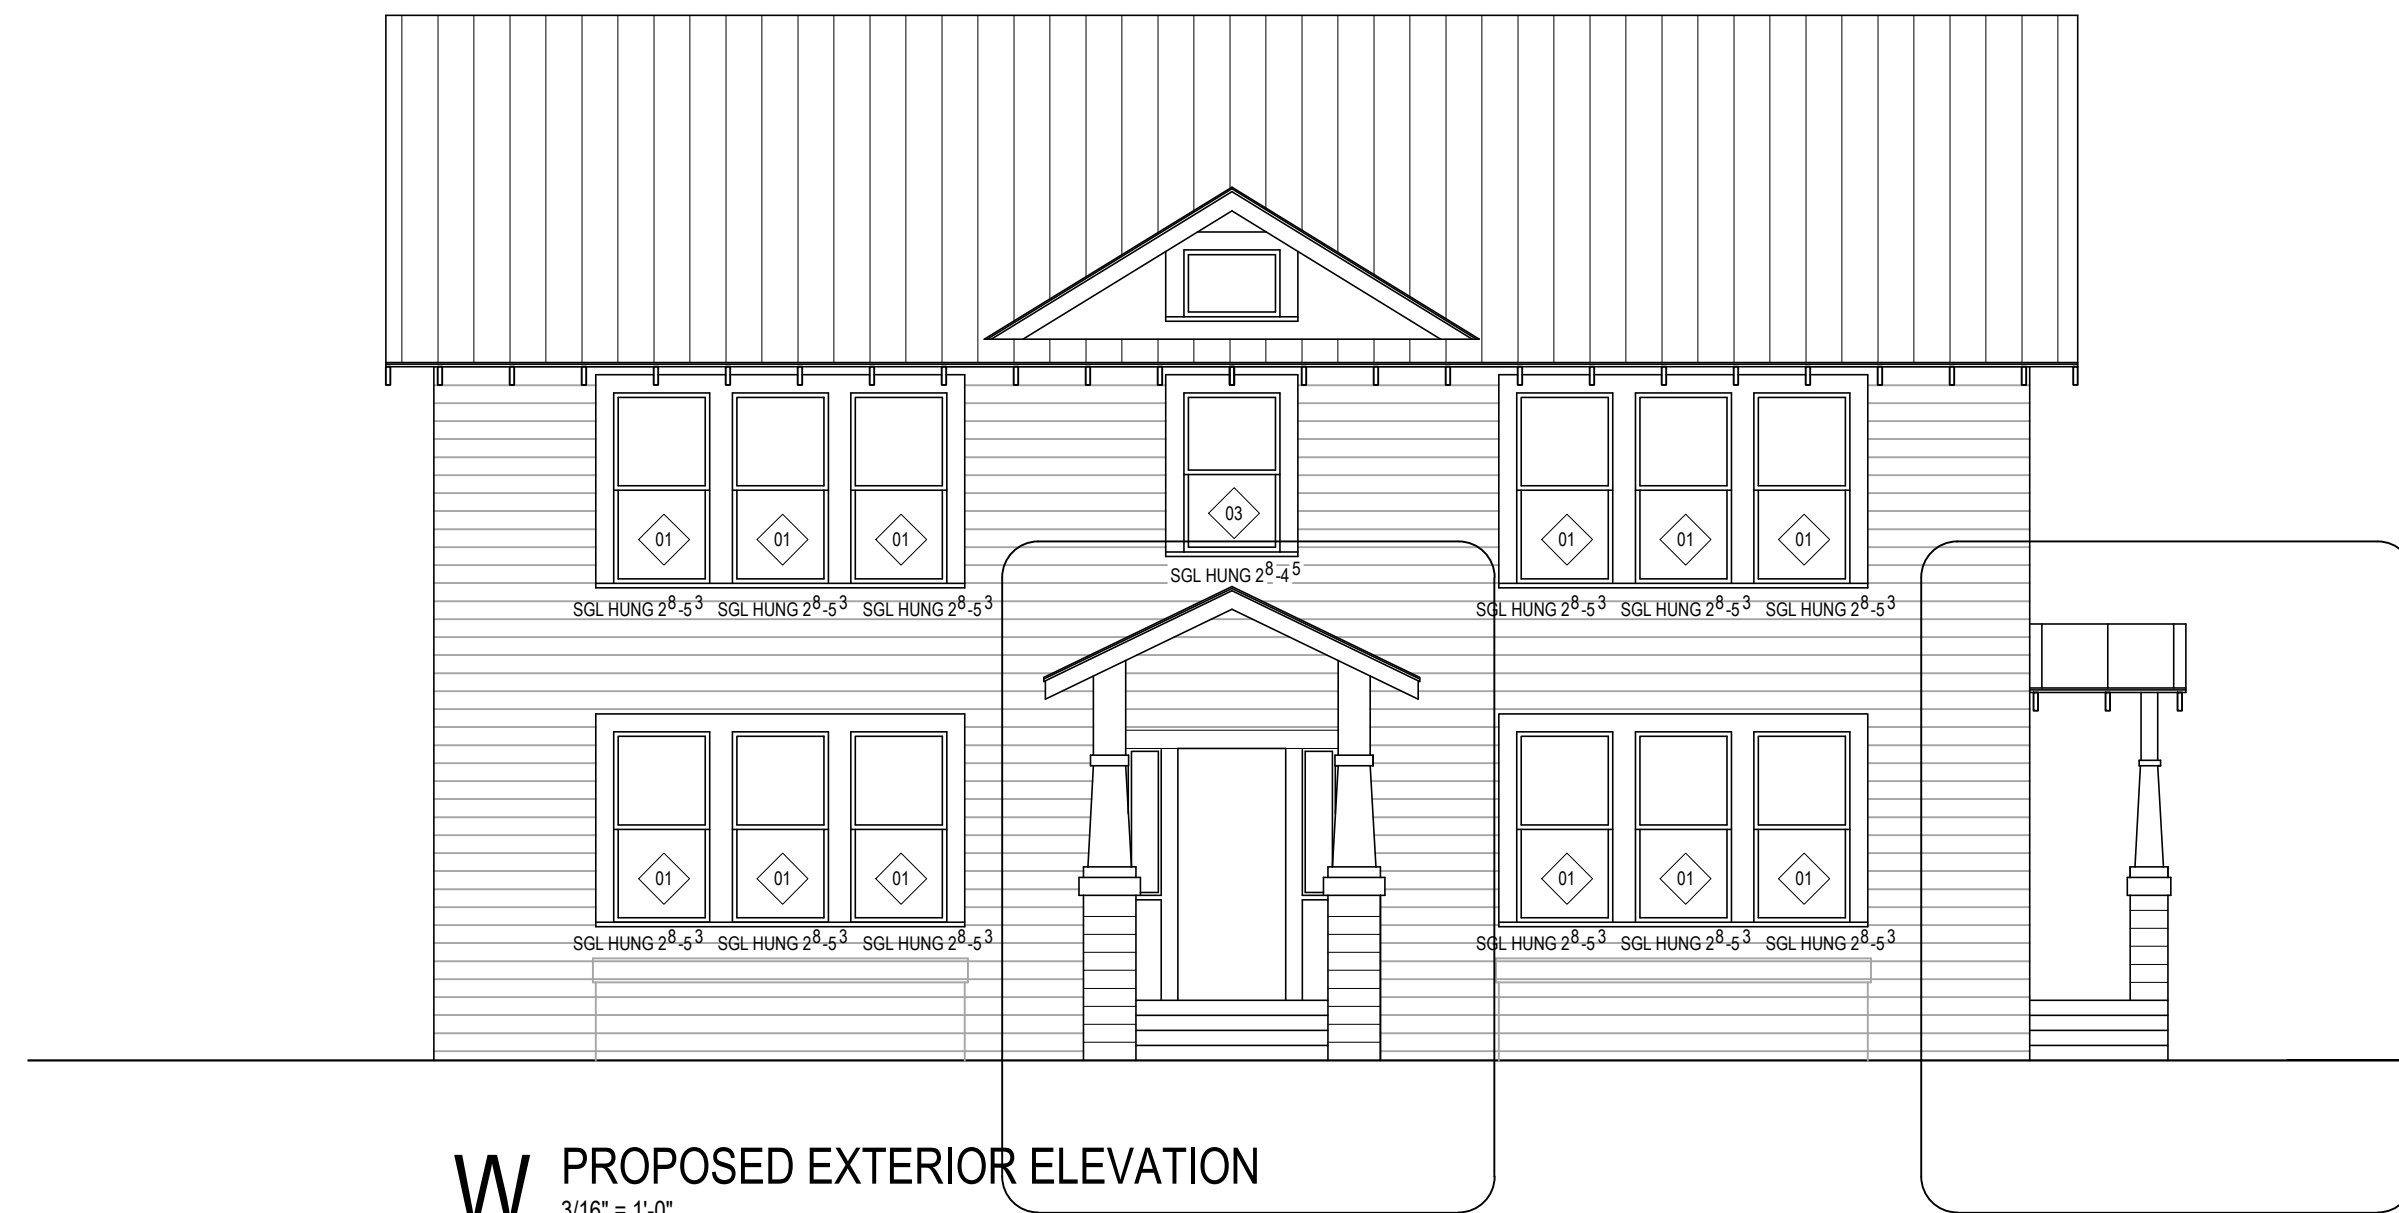 03
01 01 01 01 01 01
SGL HUNG 2⁸-4⁵
SGL HUNG 2⁸-5³ SGL HUNG 2⁸-5³ SGL HUNG 2⁸-5³ SGL HUNG 2⁸-5³ SGL HUNG 2⁸-5³ SGL HUNG 2⁸-5³
01 01 01 01 01 01
SGL HUNG 2⁸-5³ SGL HUNG 2⁸-5³ SGL HUNG 2⁸-5³ SGL HUNG 2⁸-5³ SGL HUNG 2⁸-5³ SGL HUNG 2⁸-5³
W PROPOSED EXTERIOR ELEVATION
3/16" = 1'-0"